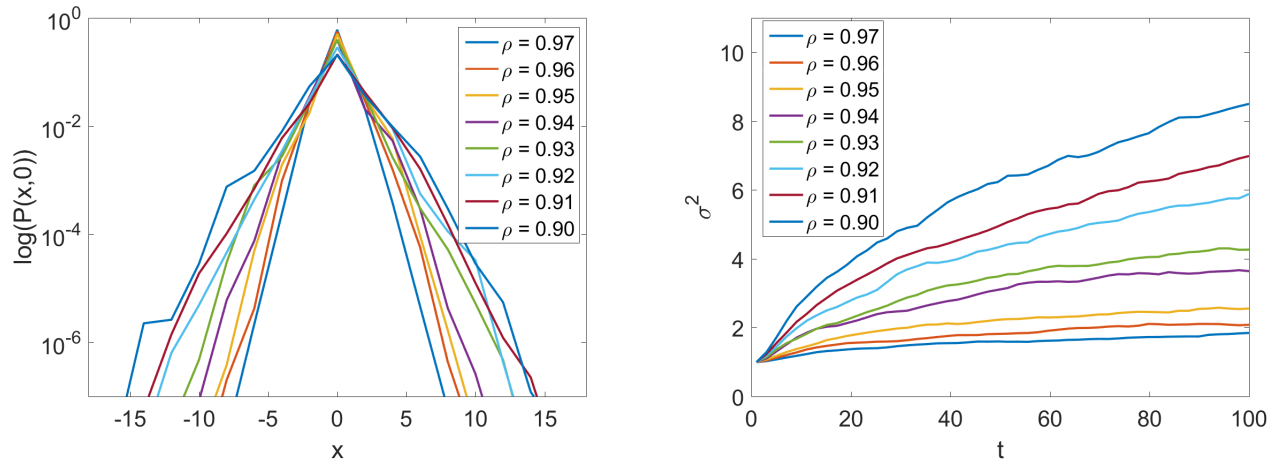 log(P(x,0))
10^0
10^-2
10^-4
10^-6
-15 -10 -5 0 5 10 15
x
ρ = 0.97
ρ = 0.96
ρ = 0.95
ρ = 0.94
ρ = 0.93
ρ = 0.92
ρ = 0.91
ρ = 0.90
σ^2
10
8
6
4
2
0
0 20 40 60 80 100
t
ρ = 0.97
ρ = 0.96
ρ = 0.95
ρ = 0.94
ρ = 0.93
ρ = 0.92
ρ = 0.91
ρ = 0.90